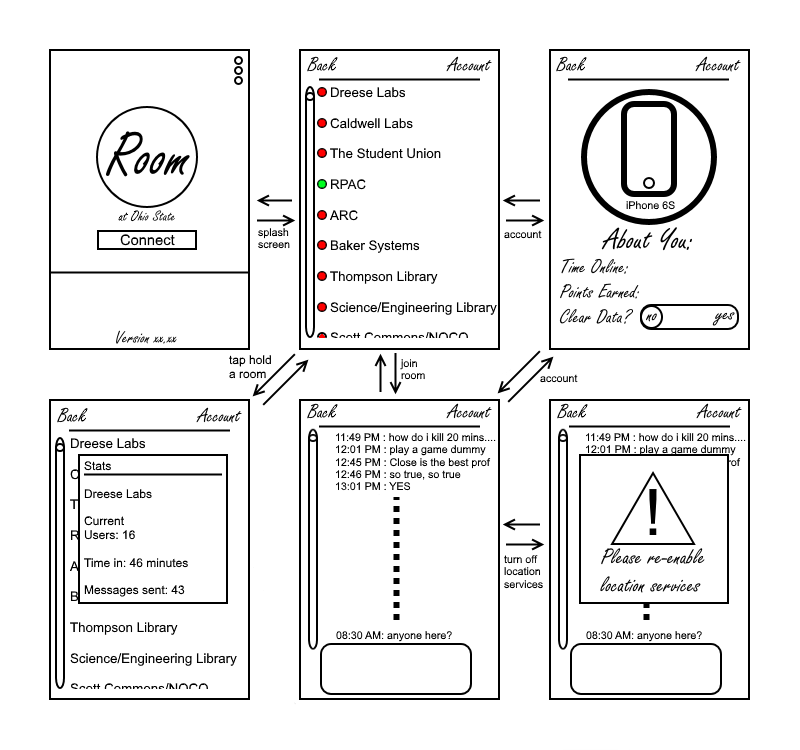 Room
at Ohio State
Connect
Version xx.xx
splash
screen
Back Account
Dreese Labs
Caldwell Labs
The Student Union
RPAC
ARC
Baker Systems
Thompson Library
Science/Engineering Library
Scott Commons/NOCO
account
Back Account
iPhone 6S
About You:
Time Online:
Points Earned:
Clear Data? no yes
tap hold
a room
join
room
account
Back Account
Dreese Labs
C
T
R
A
B
Stats
Dreese Labs
Current
Users: 16
Time in: 46 minutes
Messages sent: 43
Thompson Library
Science/Engineering Library
Scott Commons/NOCO
Back Account
11:49 PM : how do i kill 20 mins....
12:01 PM : play a game dummy
12:45 PM : Close is the best prof
12:46 PM : so true, so true
13:01 PM : YES
08:30 AM: anyone here?
turn off
location
services
Back Account
11:49 PM : how do i kill 20 mins....
12:01 PM : play a game dummy
rof
!
Please re-enable
location services
08:30 AM: anyone here?